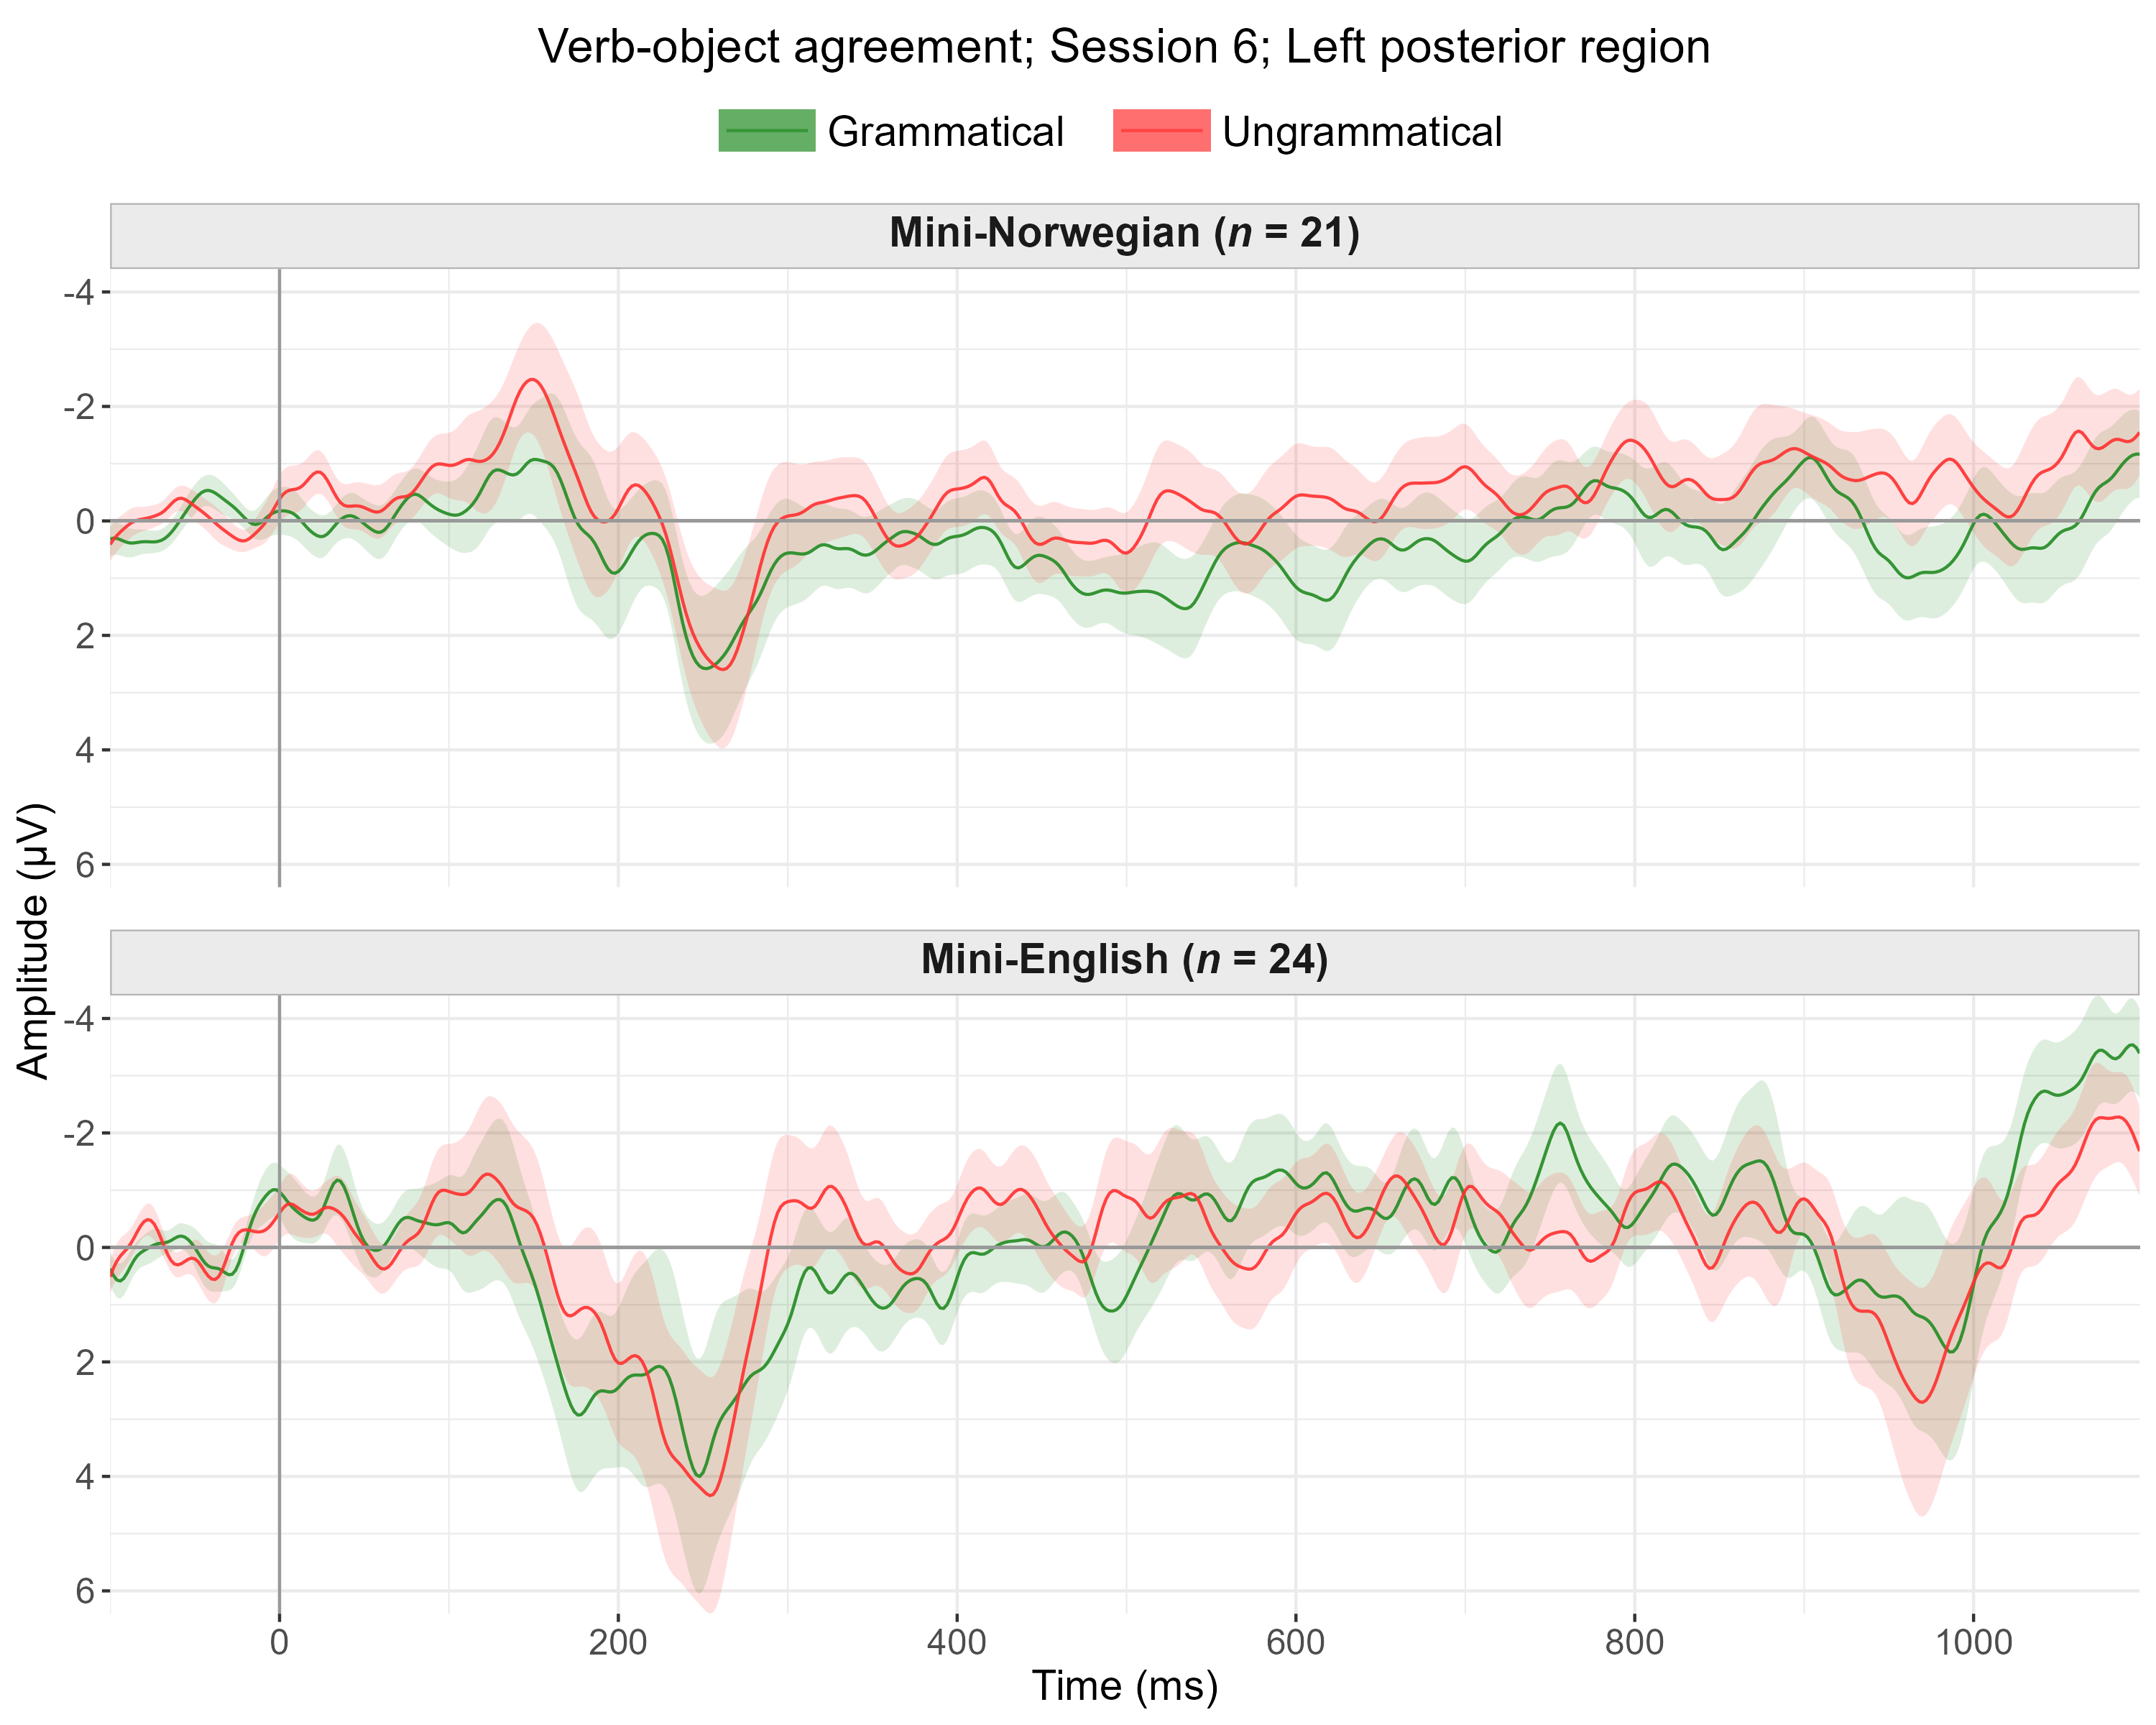 Verb-object agreement; Session 6; Left posterior region
Grammatical Ungrammatical
Mini-Norwegian (n = 21)
-4
-2
0
2
4
6
Amplitude (µV)
Mini-English (n = 24)
-4
-2
0
2
4
6
0 200 400 600 800 1000
Time (ms)